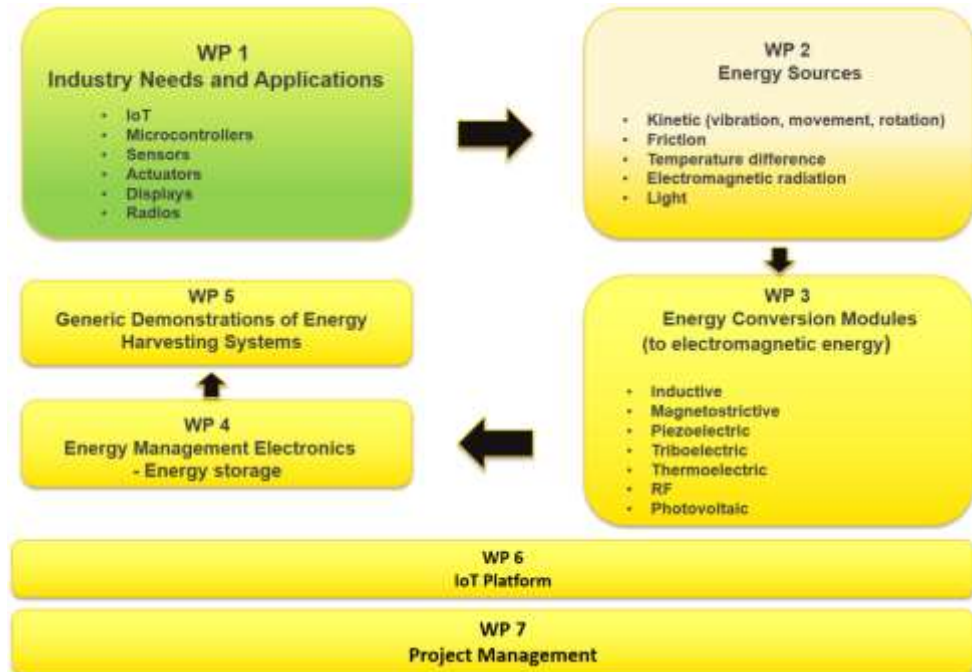 WP 1
Industry Needs and Applications
• IoT
• Microcontrollers
• Sensors
• Actuators
• Displays
• Radios
WP 2
Energy Sources
• Kinetic (vibration, movement, rotation)
• Friction
• Temperature difference
• Electromagnetic radiation
• Light
WP 3
Energy Conversion Modules
(to electromagnetic energy)
• Inductive
• Magnetostrictive
• Piezoelectric
• Triboelectric
• Thermoelectric
• RF
• Photovoltaic
WP 4
Energy Management Electronics
- Energy storage
WP 5
Generic Demonstrations of Energy
Harvesting Systems
WP 6
IoT Platform
WP 7
Project Management